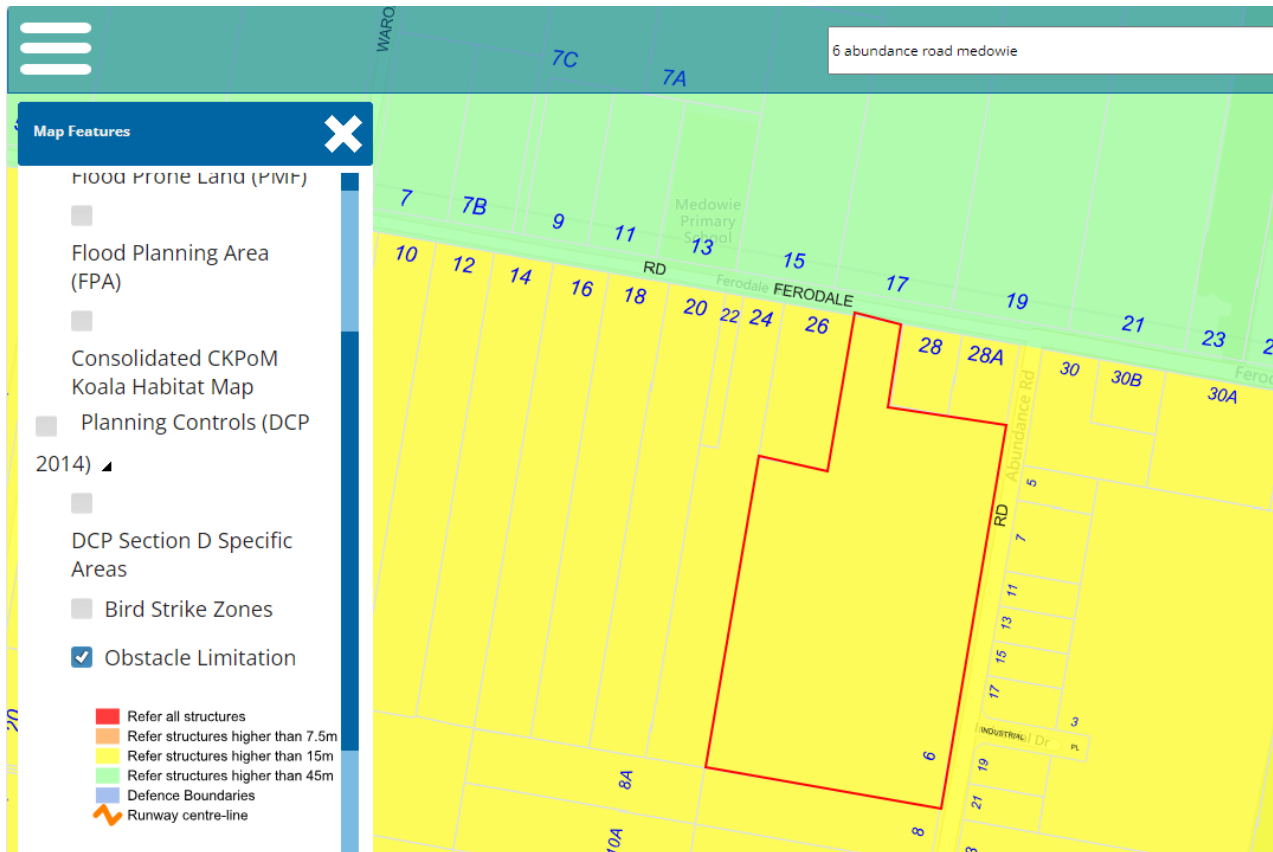 WARO
7C
7A
6 abundance road medowie
Map Features
Flood Prone Land (PMF)
Flood Planning Area
(FPA)
Consolidated CKPoM
Koala Habitat Map
Planning Controls (DCP
2014)
DCP Section D Specific
Areas
Bird Strike Zones
Obstacle Limitation
Refer all structures
Refer structures higher than 7.5m
Refer structures higher than 15m
Refer structures higher than 45m
Defence Boundaries
Runway centre-line
20
7
7B
9
11
13
15
17
19
21
23
Medowie
Primary
School
RD
Ferodale
FERODALE
Feroda
10
12
14
16
18
20
22
24
26
28
28A
30
30B
30A
Abundance Rd
RD
5
7
11
13
15
17
3
INDUSTRIAL
Dr
PL
19
21
6
8
8A
10A